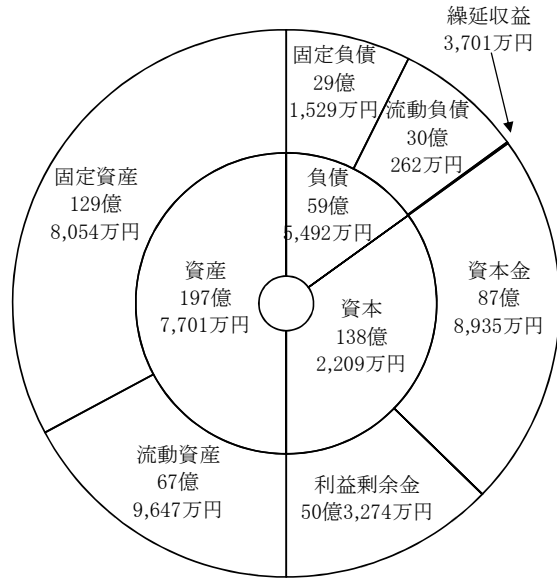 繰延収益
3,701万円
固定負債
29億
1,529万円
流動負債
30億
262万円
固定資産
129億
8,054万円
負債
59億
5,492万円
資産
197億
7,701万円
資本
138億
2,209万円
資本金
87億
8,935万円
流動資産
67億
9,647万円
利益剰余金
50億3,274万円